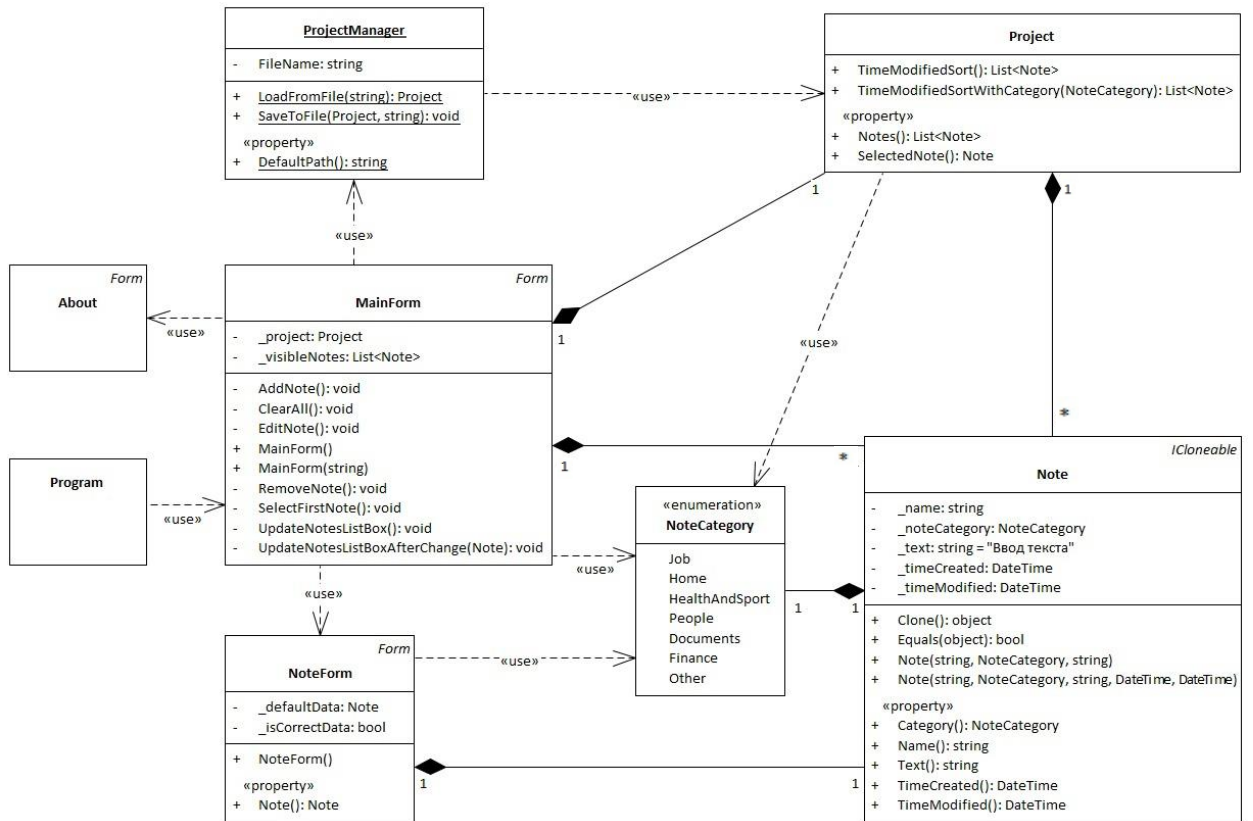 ProjectManager
- FileName: string
+ LoadFromFile(string): Project
+ SaveToFile(Project, string): void
«property»
+ DefaultPath(): string
«use»
Project
+ TimeModifiedSort(): List<Note>
+ TimeModifiedSortWithCategory(NoteCategory): List<Note>
«property»
+ Notes(): List<Note>
+ SelectedNote(): Note
1
1
«use»
Form
About
«use»
Form
MainForm
- _project: Project
- _visibleNotes: List<Note>
- AddNote(): void
- ClearAll(): void
- EditNote(): void
+ MainForm()
+ MainForm(string)
- RemoveNote(): void
- SelectFirstNote(): void
- UpdateNotesListBox(): void
- UpdateNotesListBoxAfterChange(Note): void
1
«use»
*
1
*
Program
«use»
«enumeration»
NoteCategory
Job
Home
HealthAndSport
People
Documents
Finance
Other
«use»
1
1
ICloneable
Note
- _name: string
- _noteCategory: NoteCategory
- _text: string = "Ввод текста"
- _timeCreated: DateTime
- _timeModified: DateTime
+ Clone(): object
+ Equals(object): bool
+ Note(string, NoteCategory, string)
+ Note(string, NoteCategory, string, DateTime, DateTime)
«property»
+ Category(): NoteCategory
+ Name(): string
+ Text(): string
+ TimeCreated(): DateTime
+ TimeModified(): DateTime
«use»
Form
NoteForm
- _defaultData: Note
- _isCorrectData: bool
+ NoteForm()
«property»
+ Note(): Note
«use»
1
1